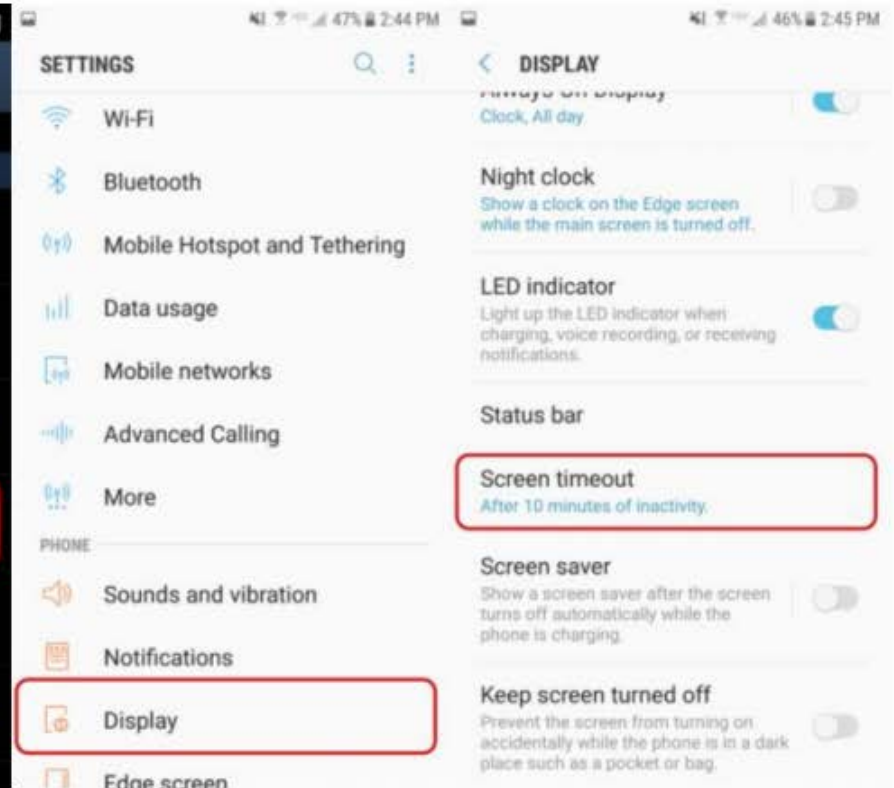 47% 2:44 PM
SETTINGS
Wi-Fi
Bluetooth
Mobile Hotspot and Tethering
Data usage
Mobile networks
Advanced Calling
More
PHONE
Sounds and vibration
Notifications
Display
Edge screen
46% 2:45 PM
DISPLAY
Always On Display
Clock, All day
Night clock
Show a clock on the Edge screen
while the main screen is turned off.
LED indicator
Light up the LED indicator when
charging, voice recording, or receiving
notifications.
Status bar
Screen timeout
After 10 minutes of inactivity.
Screen saver
Show a screen saver after the screen
turns off automatically while the
phone is charging.
Keep screen turned off
Prevent the screen from turning on
accidentally while the phone is in a dark
place such as a pocket or bag.